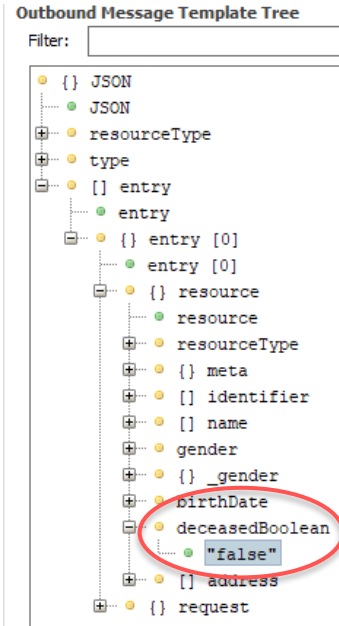 Outbound Message Template Tree
Filter:
{} JSON
JSON
resourceType
type
[] entry
entry
{} entry [0]
entry [0]
{} resource
resource
resourceType
{} meta
[] identifier
[] name
gender
{} _gender
birthDate
deceasedBoolean
"false"
[] address
{} request